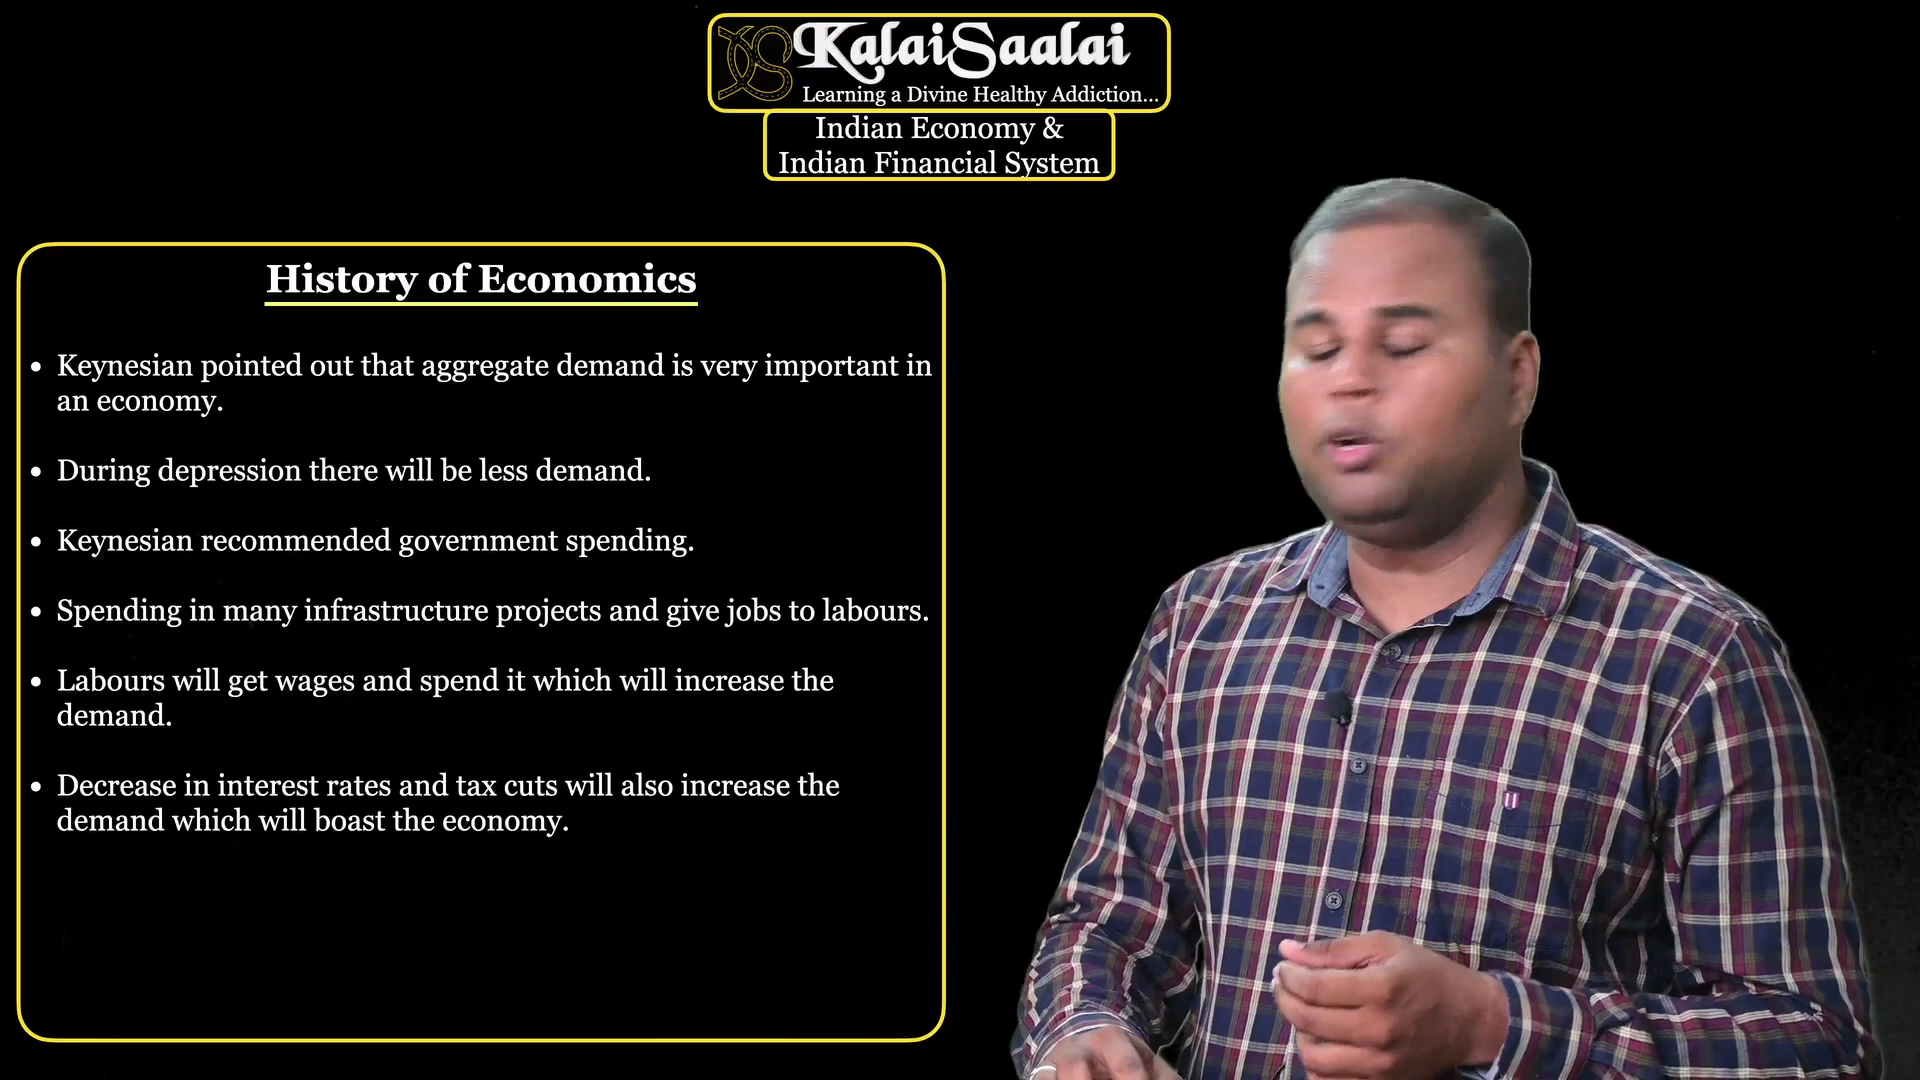 KalaiSaalai
Learning a Divine Healthy Addiction...
Indian Economy &
Indian Financial System
History of Economics
• Keynesian pointed out that aggregate demand is very important in
an economy.
• During depression there will be less demand.
• Keynesian recommended government spending.
• Spending in many infrastructure projects and give jobs to labours.
• Labours will get wages and spend it which will increase the
demand.
• Decrease in interest rates and tax cuts will also increase the
demand which will boast the economy.